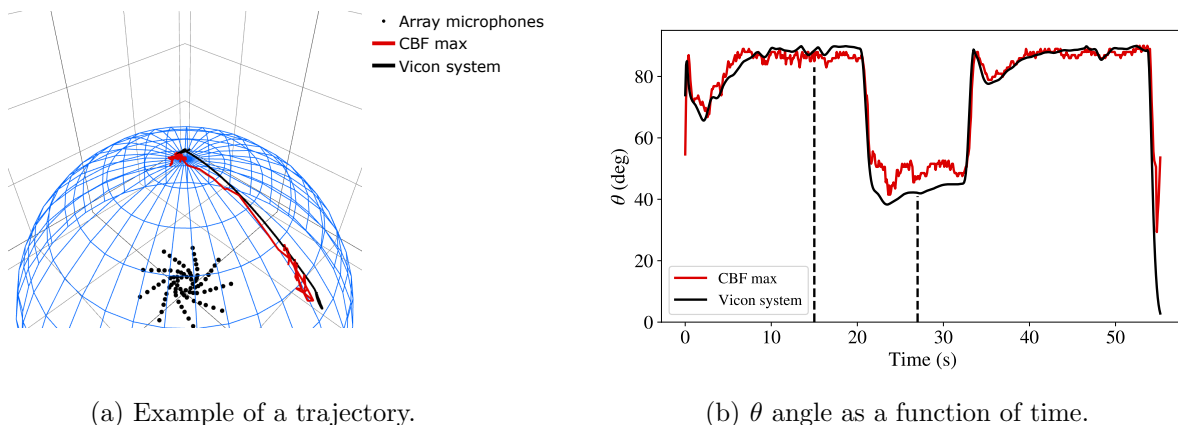 Array microphones
CBF max
Vicon system
80
60
40
20
0
θ (deg)
CBF max
Vicon system
0 10 20 30 40 50
Time (s)
(a) Example of a trajectory.
(b) θ angle as a function of time.